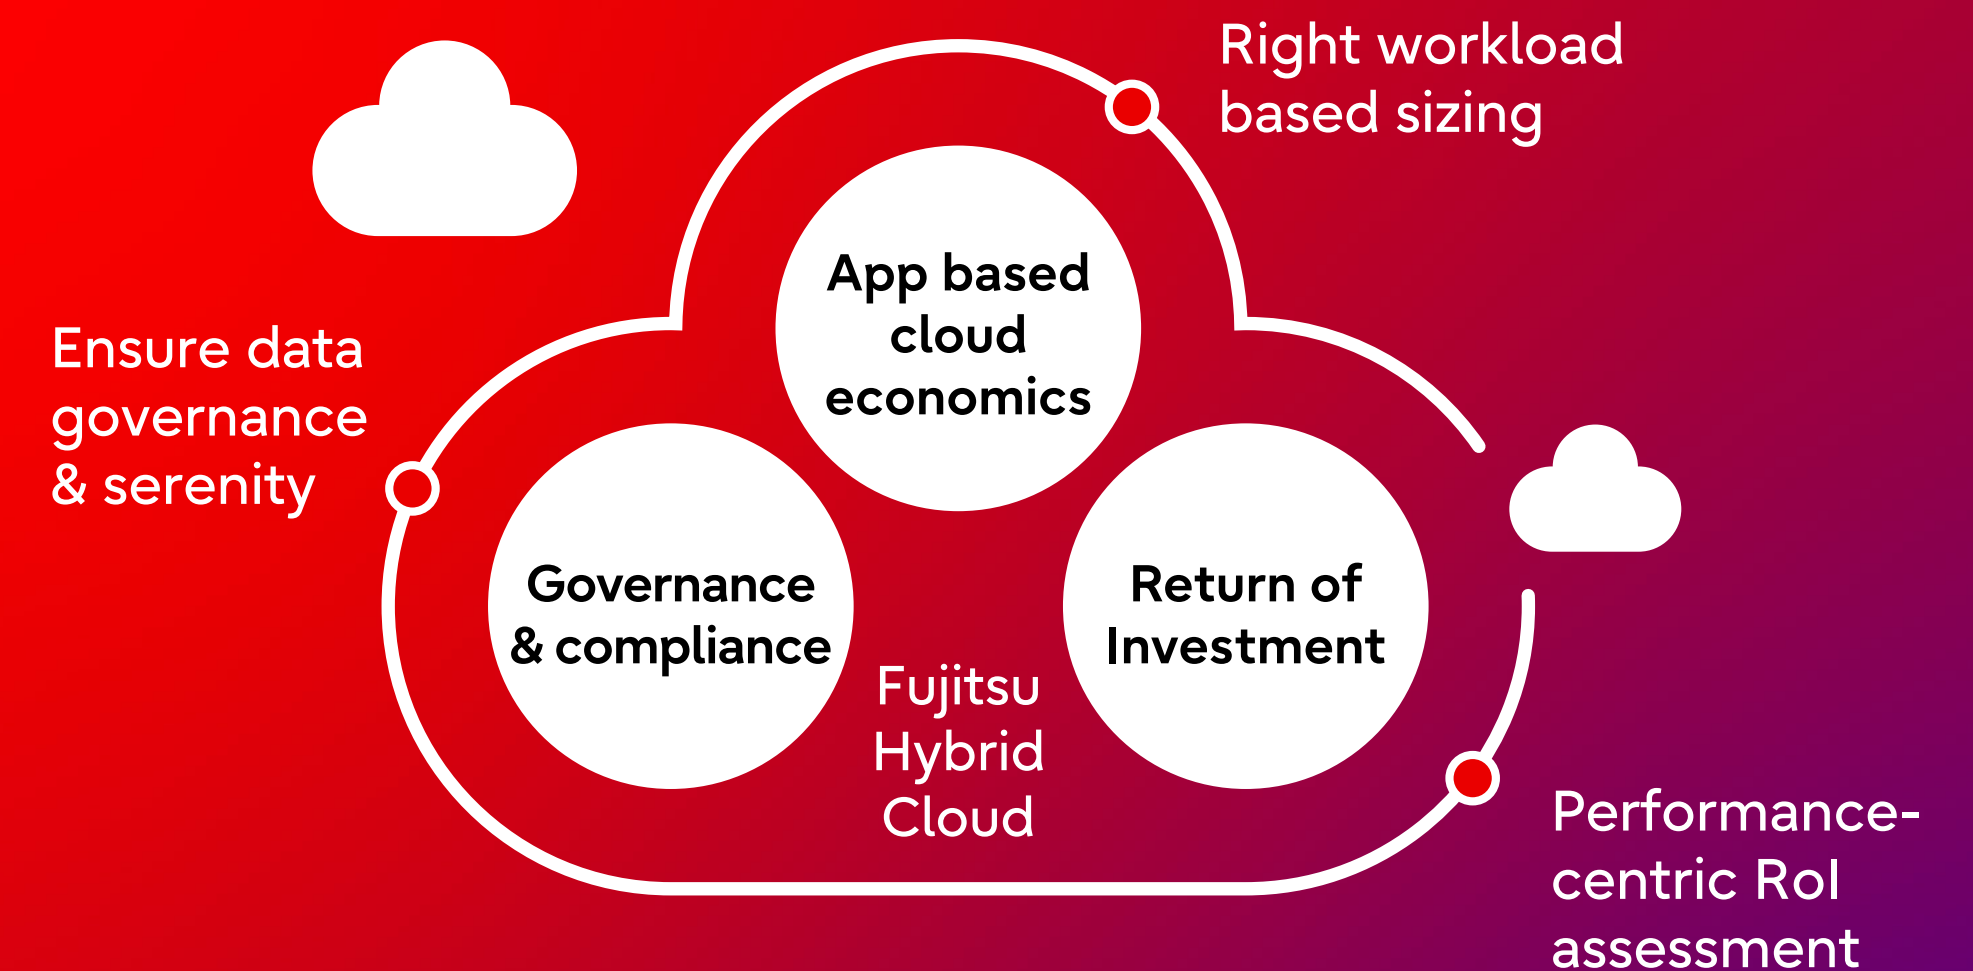 Right workload
based sizing
App based
cloud
economics
Ensure data
governance
& serenity
Governance
& compliance
Return of
Investment
Fujitsu
Hybrid
Cloud
Performance-
centric RoI
assessment